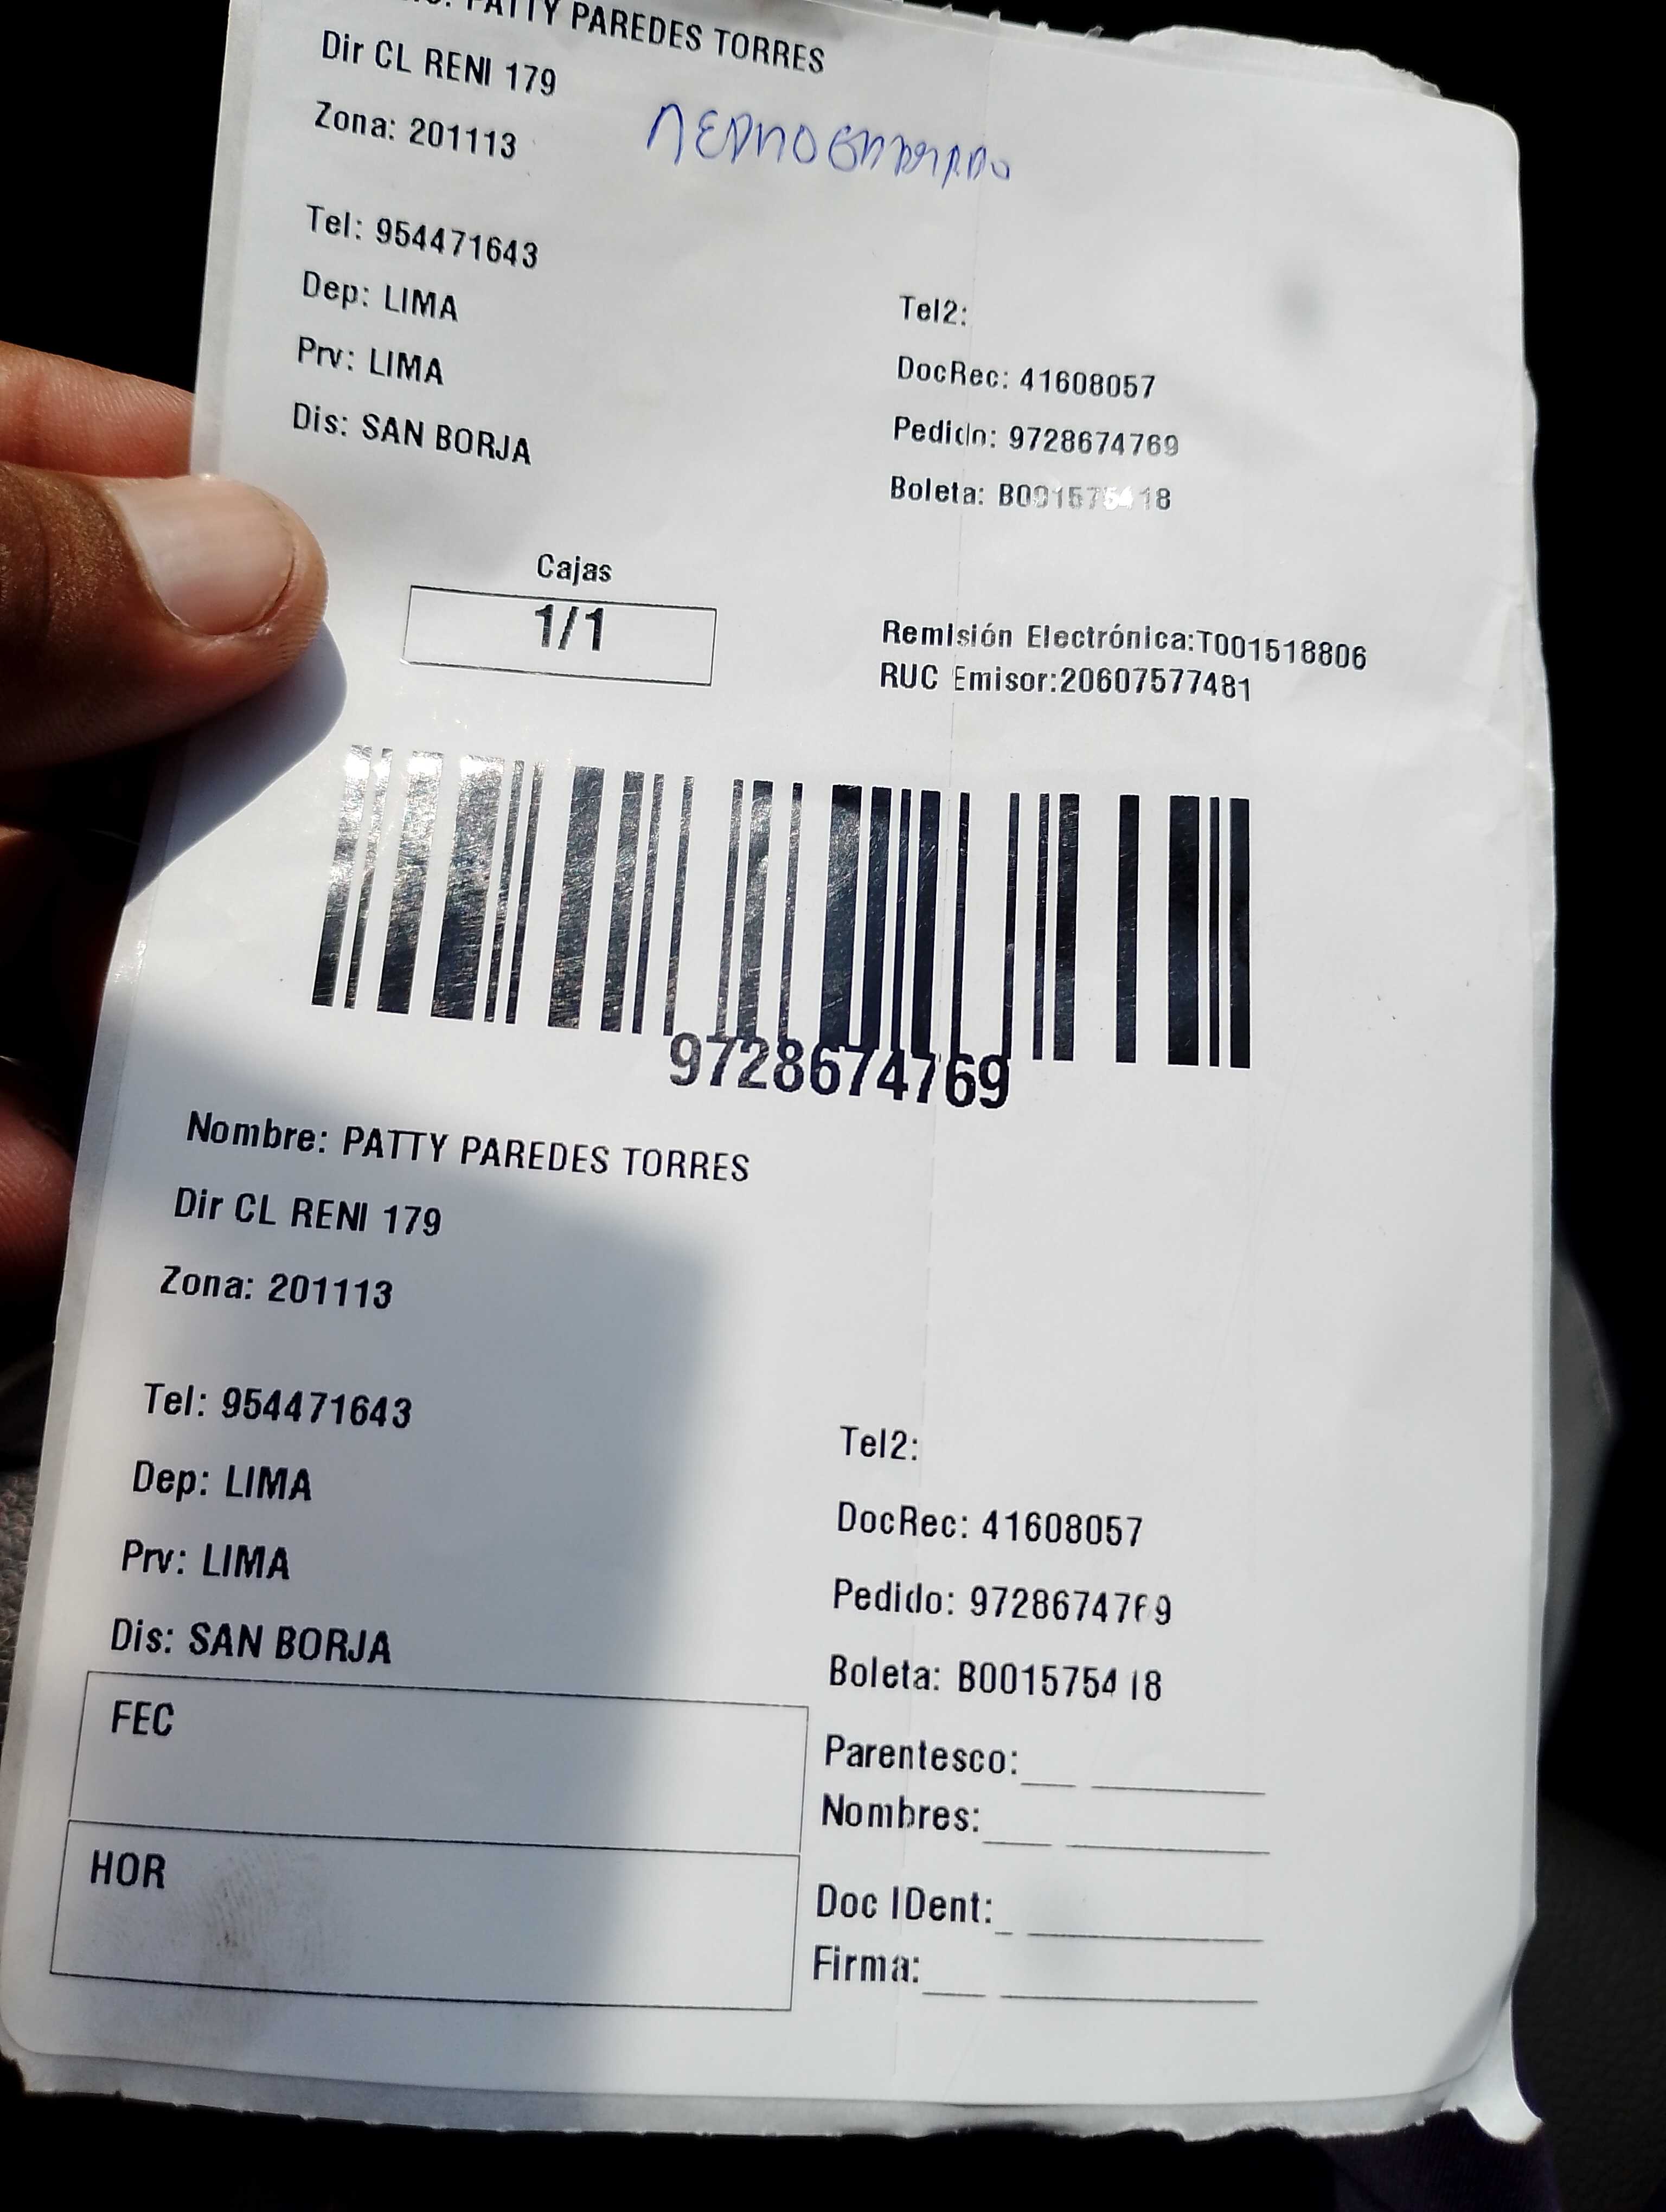 PATTY PAREDES TORRES
Dir CL RENI 179
Zona: 201113
Tel: 954471643
Tel2:
Dep: LIMA
DocRec: 41608057
Prv: LIMA
Pedido: 9728674769
Dis: SAN BORJA
Boleta: B001575418
Cajas
1/1
Remisión Electrónica:T001518806
RUC Emisor:20607577481
9728674769
Nombre: PATTY PAREDES TORRES
Dir CL RENI 179
Zona: 201113
Tel: 954471643
Tel2:
Dep: LIMA
DocRec: 41608057
Prv: LIMA
Pedido: 9728674769
Dis: SAN BORJA
Boleta: B001575418
FEC
Parentesco:
Nombres:
HOR
Doc IDent:
Firma: